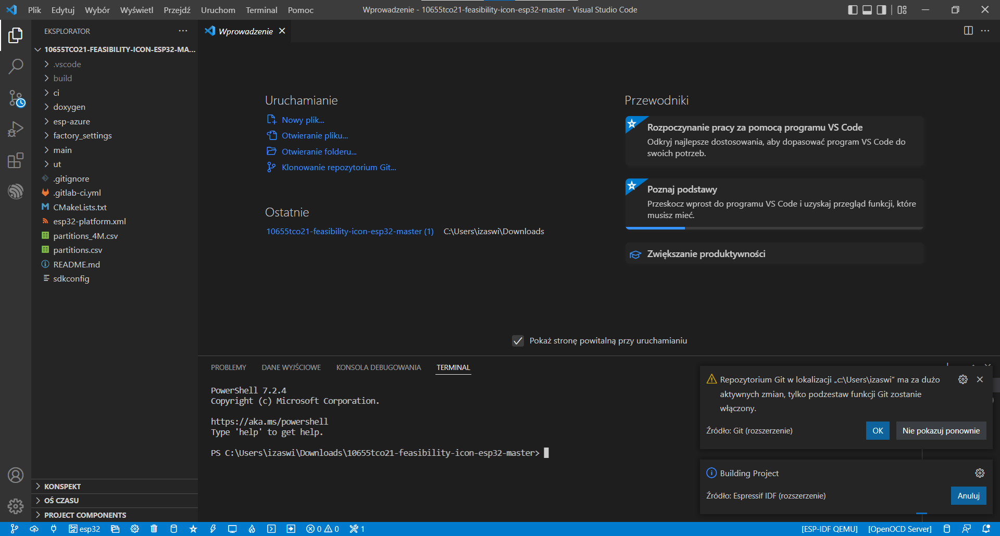 Plik Edytuj Wybór Wyświetl Przejdź Uruchom Terminal Pomoc
Wprowadzenie - 10655tco21-feasibility-icon-esp32-master - Visual Studio Code
EKSPLORATOR
Wprowadzenie
10655TCO21-FEASIBILITY-ICON-ESP32-MA...
.vscode
build
ci
doxygen
esp-azure
factory_settings
main
ut
.gitignore
.gitlab-ci.yml
CMakeLists.txt
esp32-platform.xml
partitions_4M.csv
partitions.csv
README.md
sdkconfig
KONSPEKT
OŚ CZASU
PROJECT COMPONENTS
Uruchamianie
Nowy plik...
Otwieranie pliku...
Otwieranie folderu...
Klonowanie repozytorium Git...
Ostatnie
10655tco21-feasibility-icon-esp32-master (1) C:\Users\izaswi\Downloads
Przewodniki
Rozpoczynanie pracy za pomocą programu VS Code
Odkryj najlepsze dostosowania, aby dopasować program VS Code do
swoich potrzeb.
Poznaj podstawy
Przeskocz wprost do programu VS Code i uzyskaj przegląd funkcji, które
musisz mieć.
Zwiększanie produktywności
Pokaż stronę powitalną przy uruchamianiu
PROBLEMY DANE WYJŚCIOWE KONSOLA DEBUGOWANIA TERMINAL
PowerShell 7.2.4
Copyright (c) Microsoft Corporation.
https://aka.ms/powershell
Type 'help' to get help.
PS C:\Users\izaswi\Downloads\10655tco21-feasibility-icon-esp32-master>
Repozytorium Git w lokalizacji „c:\Users\izaswi” ma za dużo
aktywnych zmian, tylko podzestaw funkcji Git zostanie
włączony.
Źródło: Git (rozszerzenie)
OK
Nie pokazuj ponownie
Building Project
Źródło: Espressif IDF (rozszerzenie)
Anuluj
esp32 0 0 1 [ESP-IDF QEMU] [OpenOCD Server]